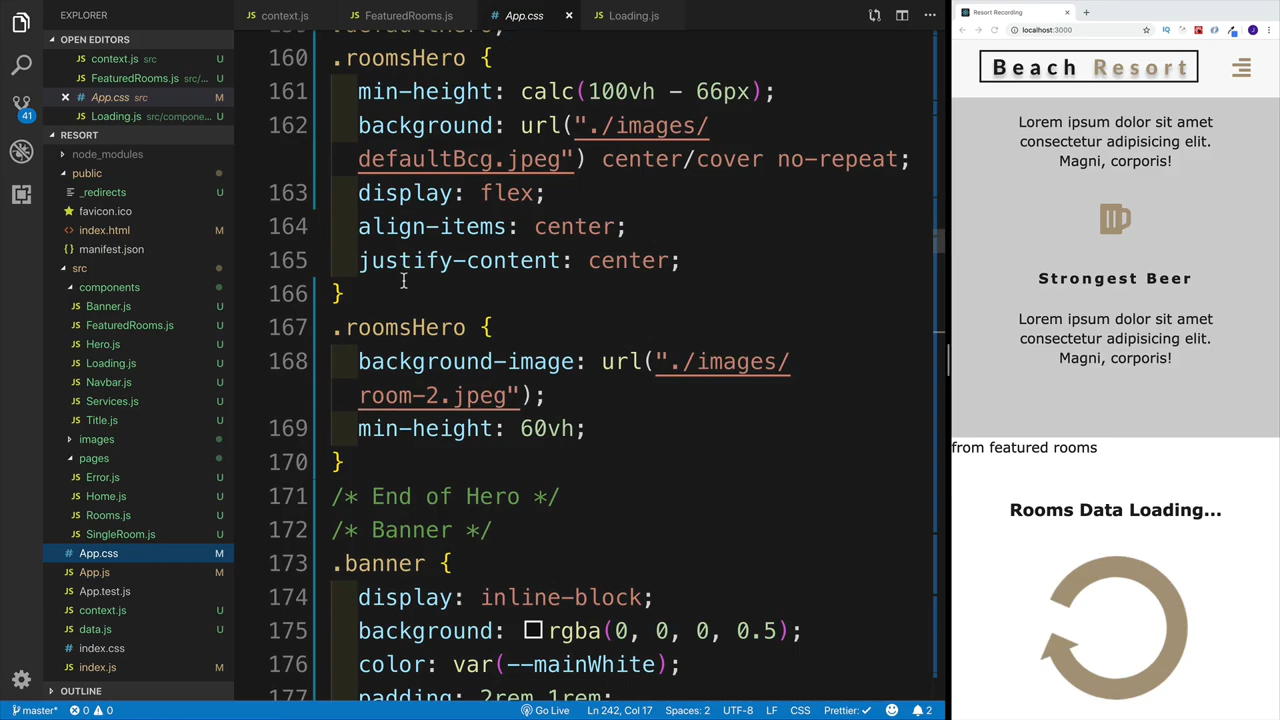 EXPLORER
OPEN EDITORS
context.js src
FeaturedRooms.js src/...
App.css src M
Loading.js src/compone...
RESORT
node_modules
public
_redirects U
favicon.ico
index.html M
manifest.json
src
components
Banner.js U
FeaturedRooms.js U
Hero.js U
Loading.js U
Navbar.js U
Services.js U
Title.js U
images
pages
Error.js U
Home.js U
Rooms.js U
SingleRoom.js U
App.css M
App.js M
App.test.js
context.js U
data.js U
index.css
index.js M
OUTLINE
41
context.js
FeaturedRooms.js
App.css
Loading.js
160 .roomsHero {
161 min-height: calc(100vh - 66px);
162 background: url("./images/
defaultBcg.jpeg") center/cover no-repeat;
163 display: flex;
164 align-items: center;
165 justify-content: center;
166 }
167 .roomsHero {
168 background-image: url("./images/
room-2.jpeg");
169 min-height: 60vh;
170 }
171 /* End of Hero */
172 /* Banner */
173 .banner {
174 display: inline-block;
175 background: rgba(0, 0, 0, 0.5);
176 color: var(--mainWhite);
177 padding: 2rem 1rem;
master* 0 0
Go Live Ln 242, Col 17 Spaces: 2 UTF-8 LF CSS Prettier: 2
Resort Recording
localhost:3000
Beach Resort
Lorem ipsum dolor sit amet
consectetur adipisicing elit.
Magni, corporis!
Strongest Beer
Lorem ipsum dolor sit amet
consectetur adipisicing elit.
Magni, corporis!
from featured rooms
Rooms Data Loading...